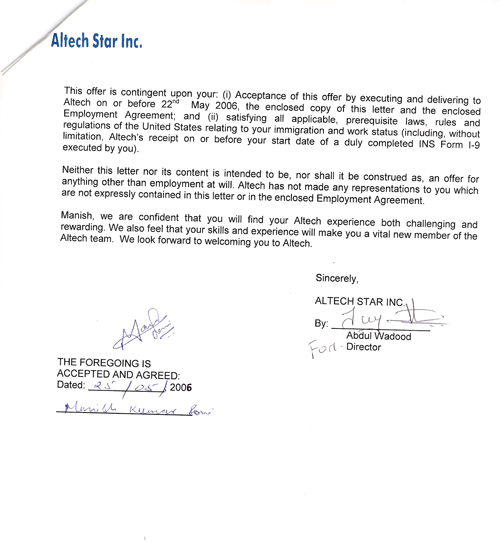 Altech Star Inc.
This offer is contingent upon your: (i) Acceptance of this offer by executing and delivering to
Altech on or before 22nd May 2006, the enclosed copy of this letter and the enclosed
Employment Agreement; and (ii) satisfying all applicable, prerequisite laws, rules and
regulations of the United States relating to your immigration and work status (including, without
limitation, Altech's receipt on or before your start date of a duly completed INS Form I-9
executed by you).
Neither this letter nor its content is intended to be, nor shall it be construed as, an offer for
anything other than employment at will. Altech has not made any representations to you which
are not expressly contained in this letter or in the enclosed Employment Agreement.
Manish, we are confident that you will find your Altech experience both challenging and
rewarding. We also feel that your skills and experience will make you a vital new member of the
Altech team. We look forward to welcoming you to Altech.
Sincerely,
ALTECH STAR INC.
By:
Abdul Wadood
For - Director
THE FOREGOING IS
ACCEPTED AND AGREED:
Dated: 25 / 05 / 2006
Manish Kumar Soni